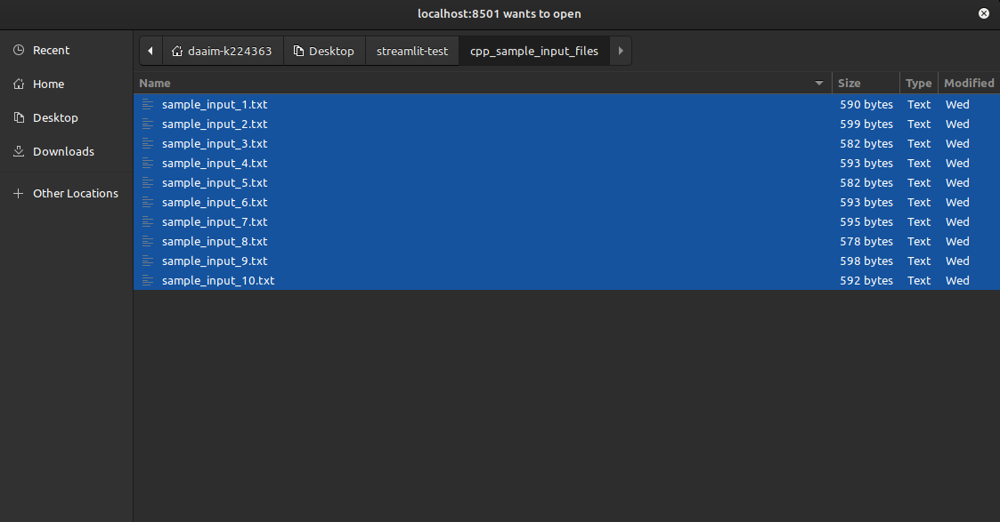 localhost:8501 wants to open
Recent
Home
Desktop
Downloads
Other Locations
daaim-k224363 Desktop streamlit-test cpp_sample_input_files
Name Size Type Modified
sample_input_1.txt 590 bytes Text Wed
sample_input_2.txt 599 bytes Text Wed
sample_input_3.txt 582 bytes Text Wed
sample_input_4.txt 593 bytes Text Wed
sample_input_5.txt 582 bytes Text Wed
sample_input_6.txt 593 bytes Text Wed
sample_input_7.txt 595 bytes Text Wed
sample_input_8.txt 578 bytes Text Wed
sample_input_9.txt 598 bytes Text Wed
sample_input_10.txt 592 bytes Text Wed